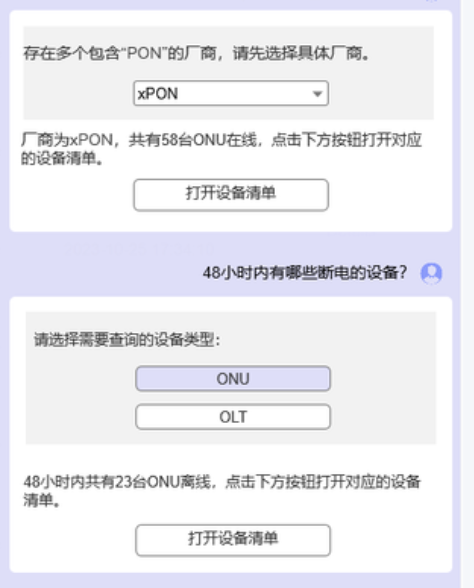 存在多个包含“PON”的厂商，请先选择具体厂商。
xPON
厂商为xPON，共有58台ONU在线，点击下方按钮打开对应
的设备清单。
打开设备清单
48小时内有哪些断电的设备？
请选择需要查询的设备类型：
ONU
OLT
48小时内共有23台ONU离线，点击下方按钮打开对应的设备
清单。
打开设备清单